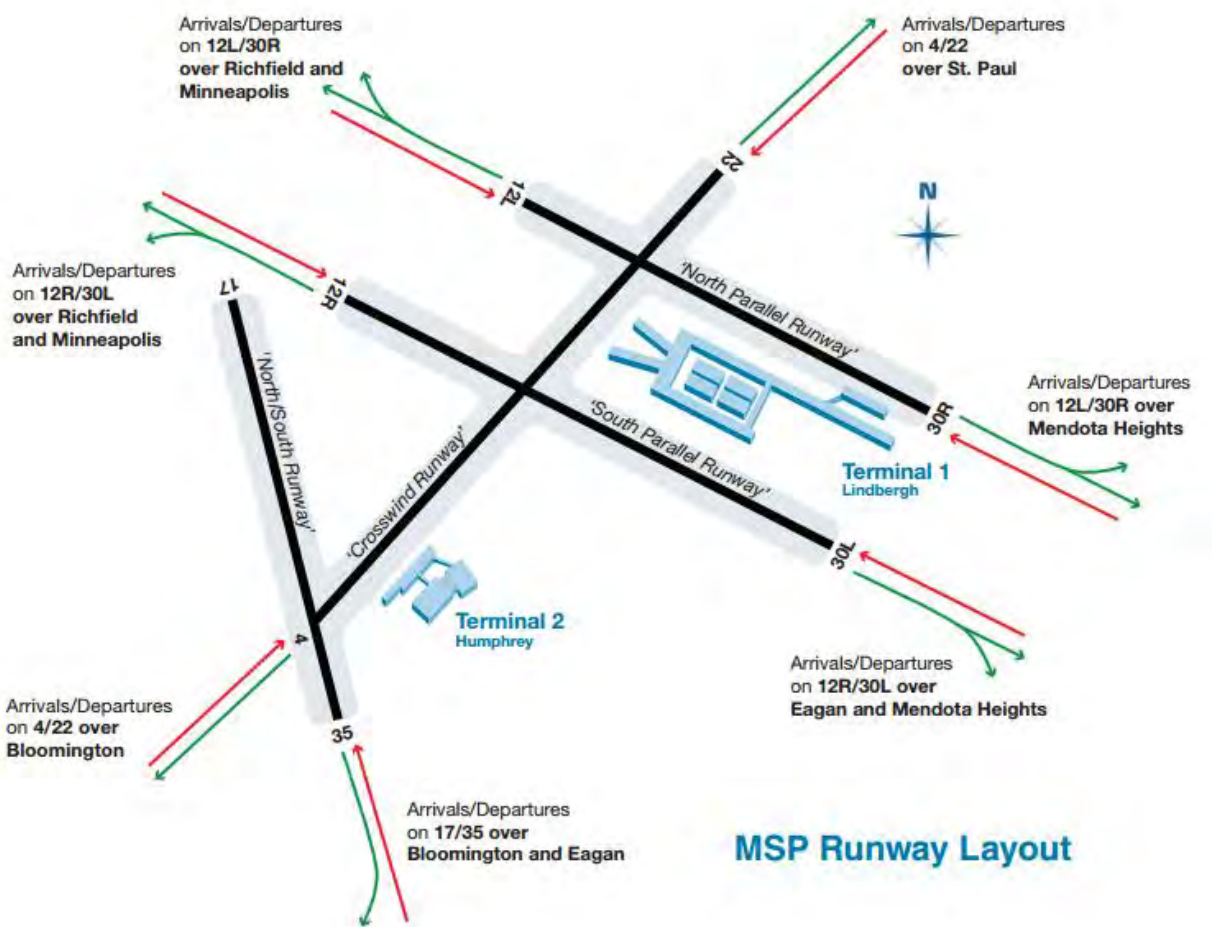 Arrivals/Departures
on 12L/30R
over Richfield and
Minneapolis
Arrivals/Departures
on 4/22
over St. Paul
22
12L
N
Arrivals/Departures
on 12R/30L
over Richfield
and Minneapolis
17
12R
'North Parallel Runway'
'North/South Runway'
'South Parallel Runway'
'Crosswind Runway'
30R
Arrivals/Departures
on 12L/30R over
Mendota Heights
Terminal 1
Lindbergh
30L
Terminal 2
Humphrey
4
Arrivals/Departures
on 12R/30L over
Eagan and Mendota Heights
Arrivals/Departures
on 4/22 over
Bloomington
35
Arrivals/Departures
on 17/35 over
Bloomington and Eagan
MSP Runway Layout